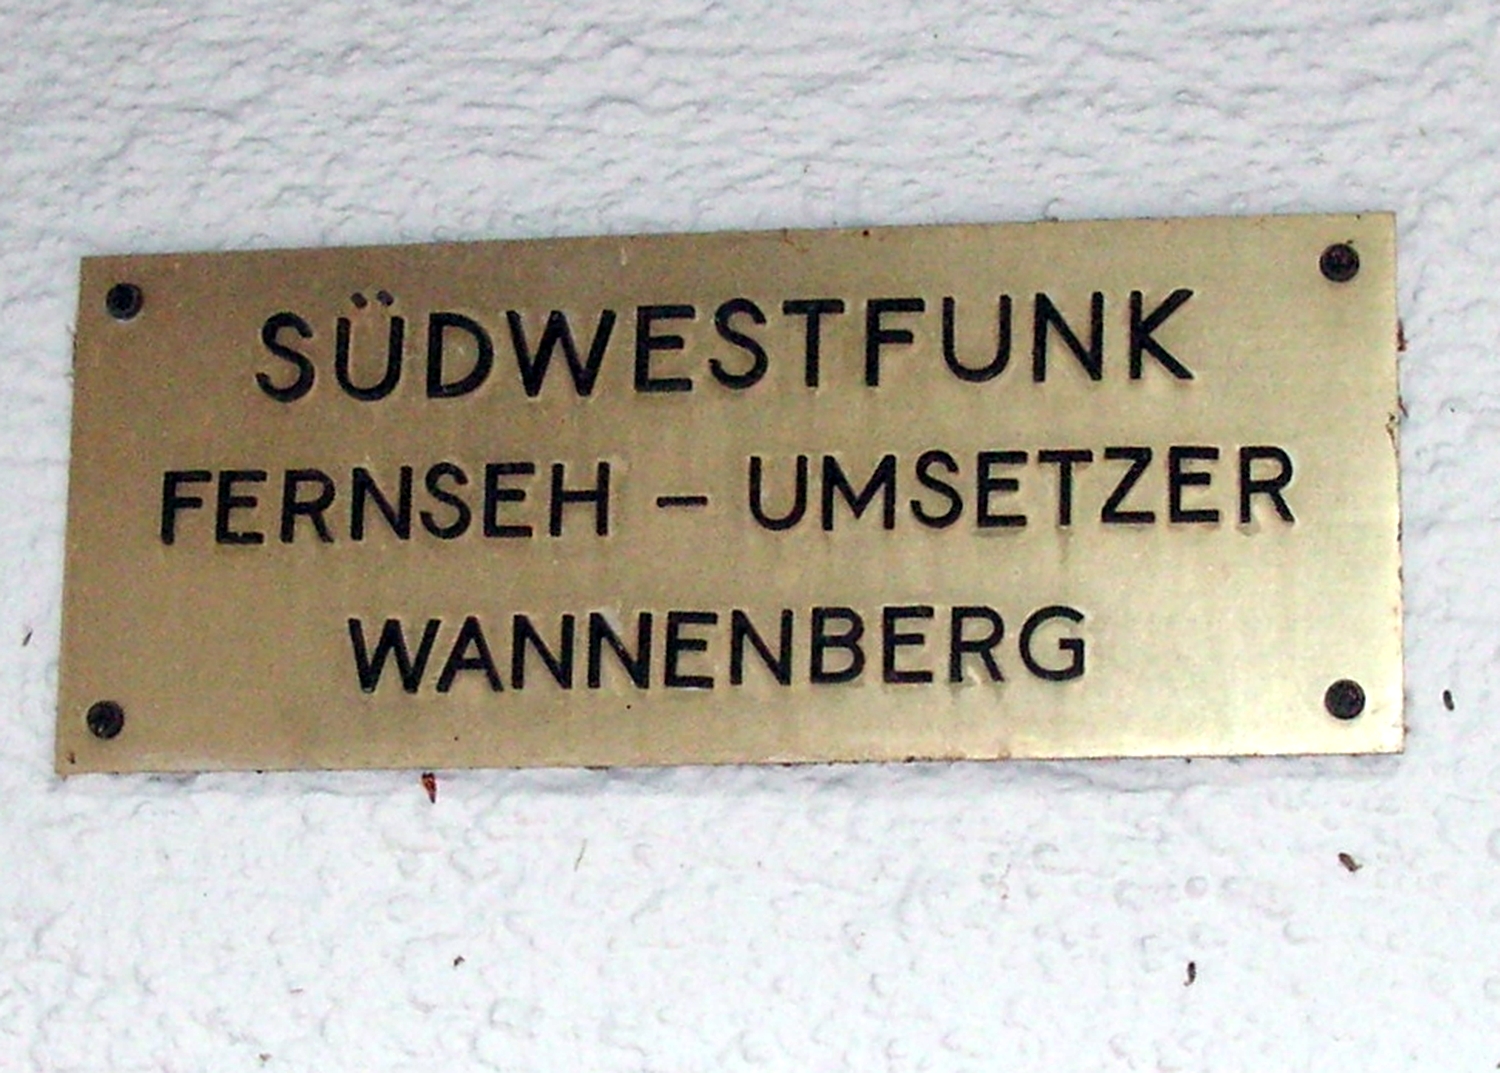 SÜDWESTFUNK
FERNSEH – UMSETZER
WANNENBERG